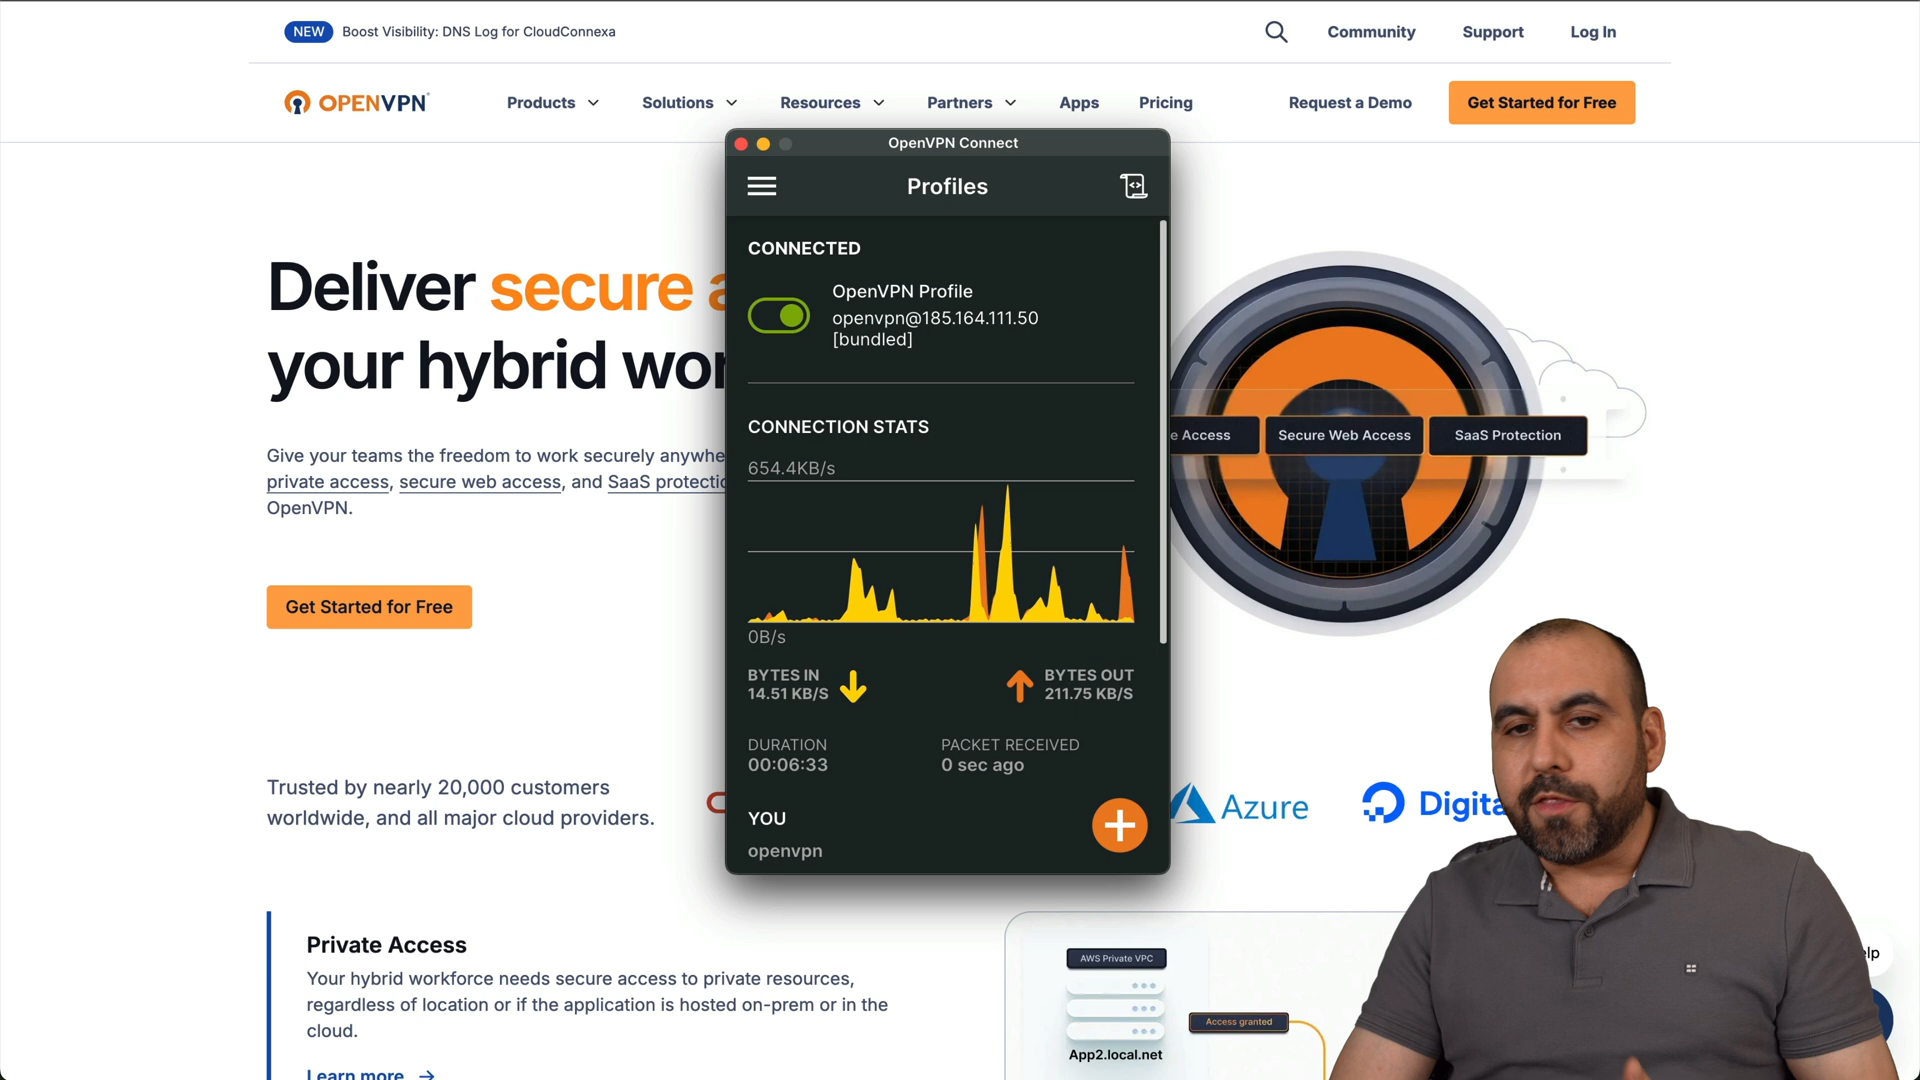 NEW Boost Visibility: DNS Log for CloudConnexa
Community Support Log In
OPENVPN Products Solutions Resources Partners Apps Pricing Request a Demo Get Started for Free
OpenVPN Connect
Profiles
CONNECTED
OpenVPN Profile
openvpn@185.164.111.50
[bundled]
CONNECTION STATS
654.4KB/s
0B/s
BYTES IN
14.51 KB/S
BYTES OUT
211.75 KB/S
DURATION
00:06:33
PACKET RECEIVED
0 sec ago
YOU
openvpn
Deliver secure a
your hybrid wor
Give your teams the freedom to work securely anywhe
private access, secure web access, and SaaS protectio
OpenVPN.
Get Started for Free
e Access
Secure Web Access
SaaS Protection
Trusted by nearly 20,000 customers
worldwide, and all major cloud providers.
Azure
Digita
Private Access
Your hybrid workforce needs secure access to private resources,
regardless of location or if the application is hosted on-prem or in the
cloud.
Learn more
AWS Private VPC
Access granted
App2.local.net
elp